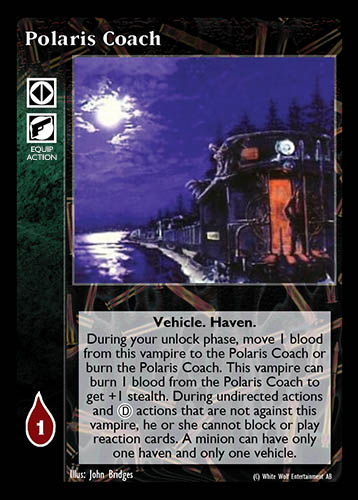 Polaris Coach
EQUIP
ACTION
Vehicle. Haven.
During your unlock phase, move 1 blood
from this vampire to the Polaris Coach or
burn the Polaris Coach. This vampire can
burn 1 blood from the Polaris Coach to
get +1 stealth. During undirected actions
and Ⓓ actions that are not against this
vampire, he or she cannot block or play
reaction cards. A minion can have only
one haven and only one vehicle.
1
Illus: John Bridges
(C) White Wolf Entertainment AB